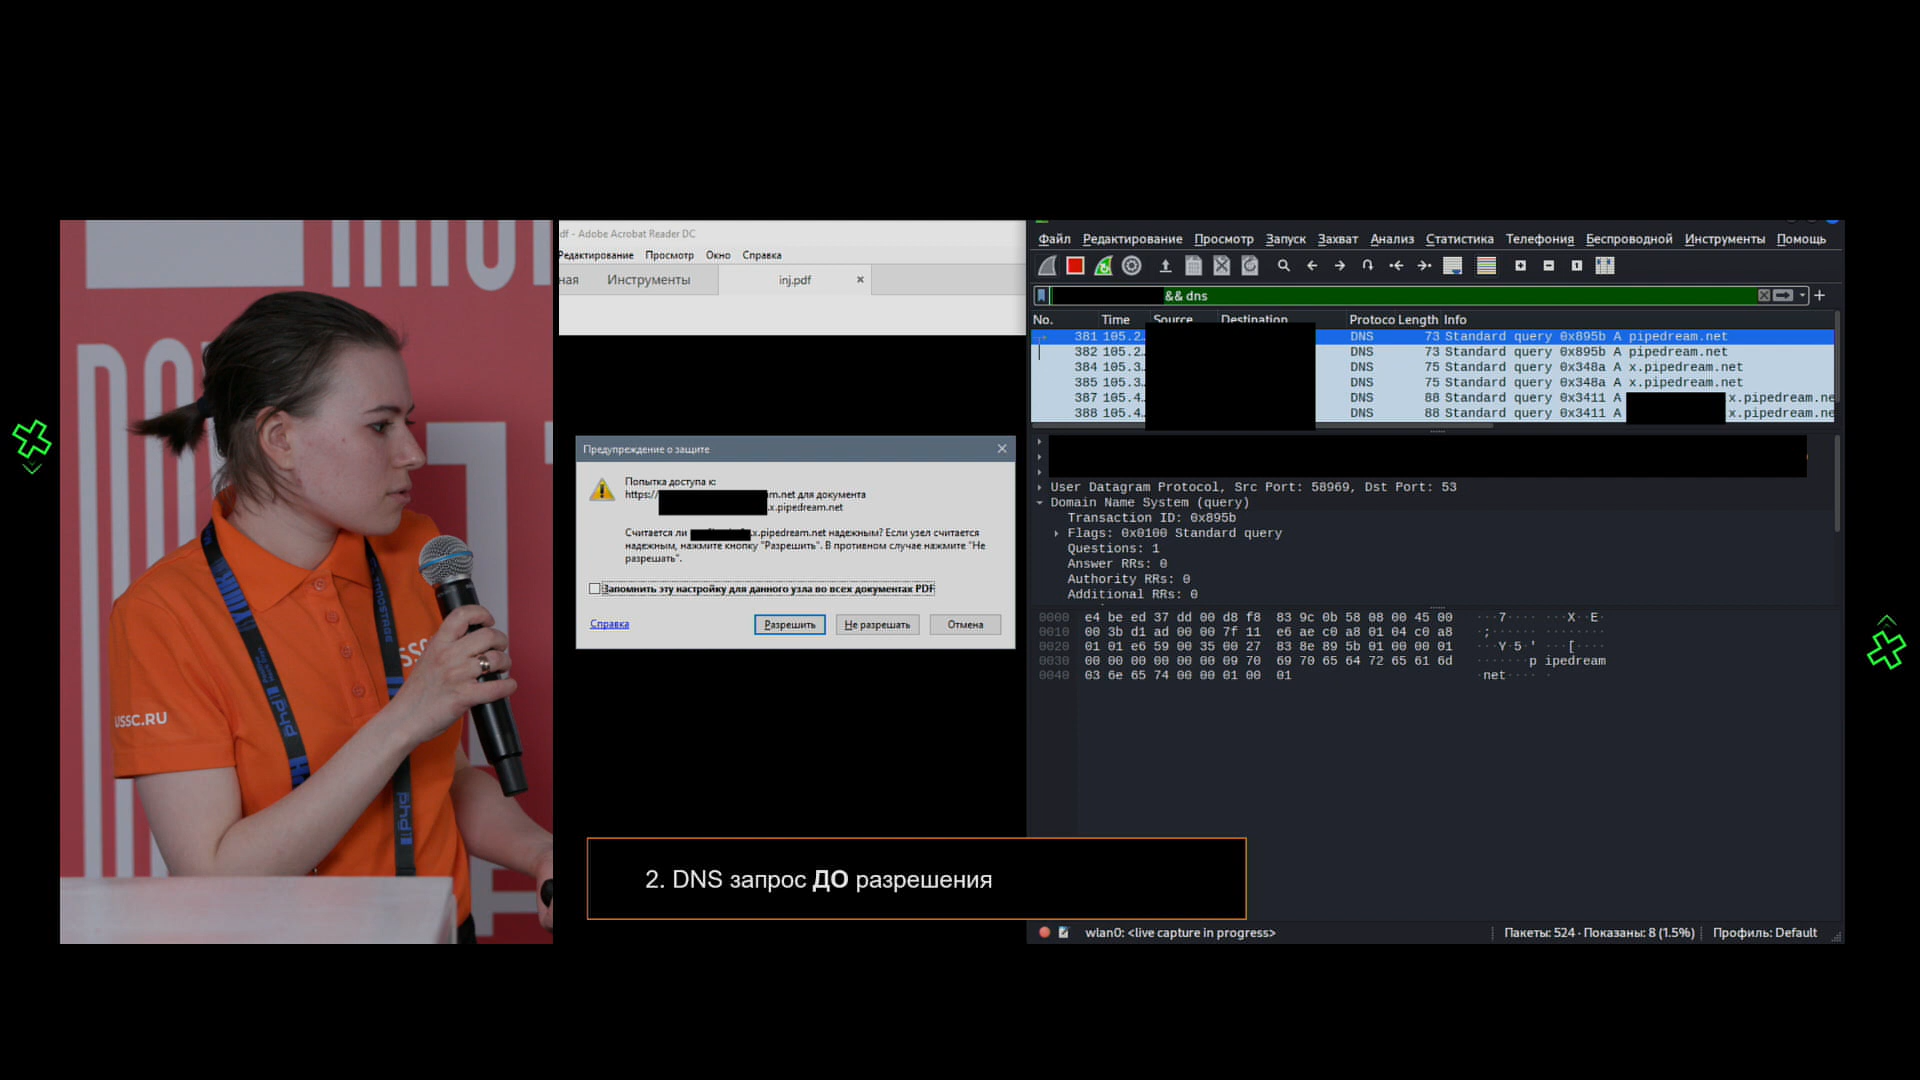 USSC.RU
phd
phd
df - Adobe Acrobat Reader DC
Редактирование Просмотр Окно Справка
ная Инструменты inj.pdf ×
Предупреждение о защите
Попытка доступа к:
https:// m.net для документа
.x.pipedream.net
Считается ли .x.pipedream.net надежным? Если узел считается
надежным, нажмите кнопку "Разрешить". В противном случае нажмите "Не
разрешать".
Запомнить эту настройку для данного узла во всех документах PDF
Справка Разрешить Не разрешать Отмена
2. DNS запрос ДО разрешения
Файл Редактирование Просмотр Запуск Захват Анализ Статистика Телефония Беспроводной Инструменты Помощь
&& dns
No. Time Source Destination Protoco Length Info
381 105.2… DNS 73 Standard query 0x895b A pipedream.net
382 105.2… DNS 73 Standard query 0x895b A pipedream.net
384 105.3… DNS 75 Standard query 0x348a A x.pipedream.net
385 105.3… DNS 75 Standard query 0x348a A x.pipedream.net
387 105.4… DNS 88 Standard query 0x3411 A x.pipedream.ne
388 105.4… DNS 88 Standard query 0x3411 A x.pipedream.ne
User Datagram Protocol, Src Port: 58969, Dst Port: 53
Domain Name System (query)
Transaction ID: 0x895b
Flags: 0x0100 Standard query
Questions: 1
Answer RRs: 0
Authority RRs: 0
Additional RRs: 0
0000 e4 be ed 37 dd 00 d8 f8 83 9c 0b 58 08 00 45 00 ···7···· ···X··E·
0010 00 3b d1 ad 00 00 7f 11 e6 ae c0 a8 01 04 c0 a8 ·;······ ········
0020 01 01 e6 59 00 35 00 27 83 8e 89 5b 01 00 00 01 ···Y·5·' ···[····
0030 00 00 00 00 00 00 09 70 69 70 65 64 72 65 61 6d ·······p ipedream
0040 03 6e 65 74 00 00 01 00 01 ·net···· ·
wlan0: <live capture in progress> Пакеты: 524 · Показаны: 8 (1.5%) Профиль: Default